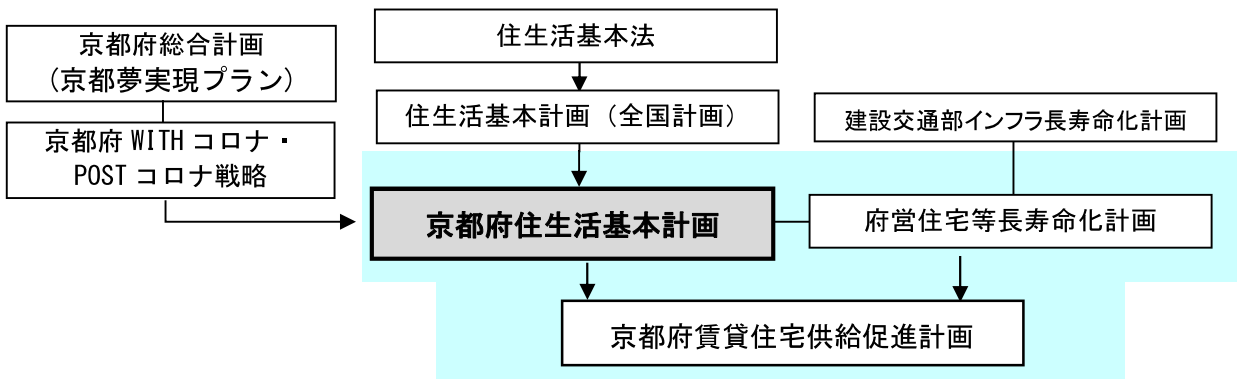 京都府総合計画
(京都夢実現プラン)
京都府 WITH コロナ・
POST コロナ戦略
住生活基本法
住生活基本計画(全国計画)
建設交通部インフラ長寿命化計画
京都府住生活基本計画
府営住宅等長寿命化計画
京都府賃貸住宅供給促進計画